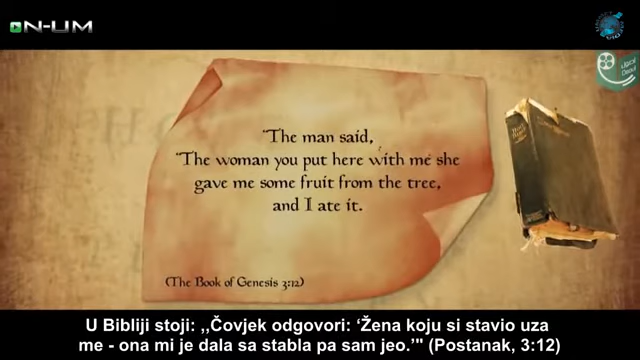 N-UM
"The man said,
"The woman you put here with me she
gave me some fruit from the tree,
and I ate it.
(The Book of Genesis 3:12)
U Bibliji stoji: ,,Čovjek odgovori: ‘Žena koju si stavio uza
me - ona mi je dala sa stabla pa sam jeo.’" (Postanak, 3:12)